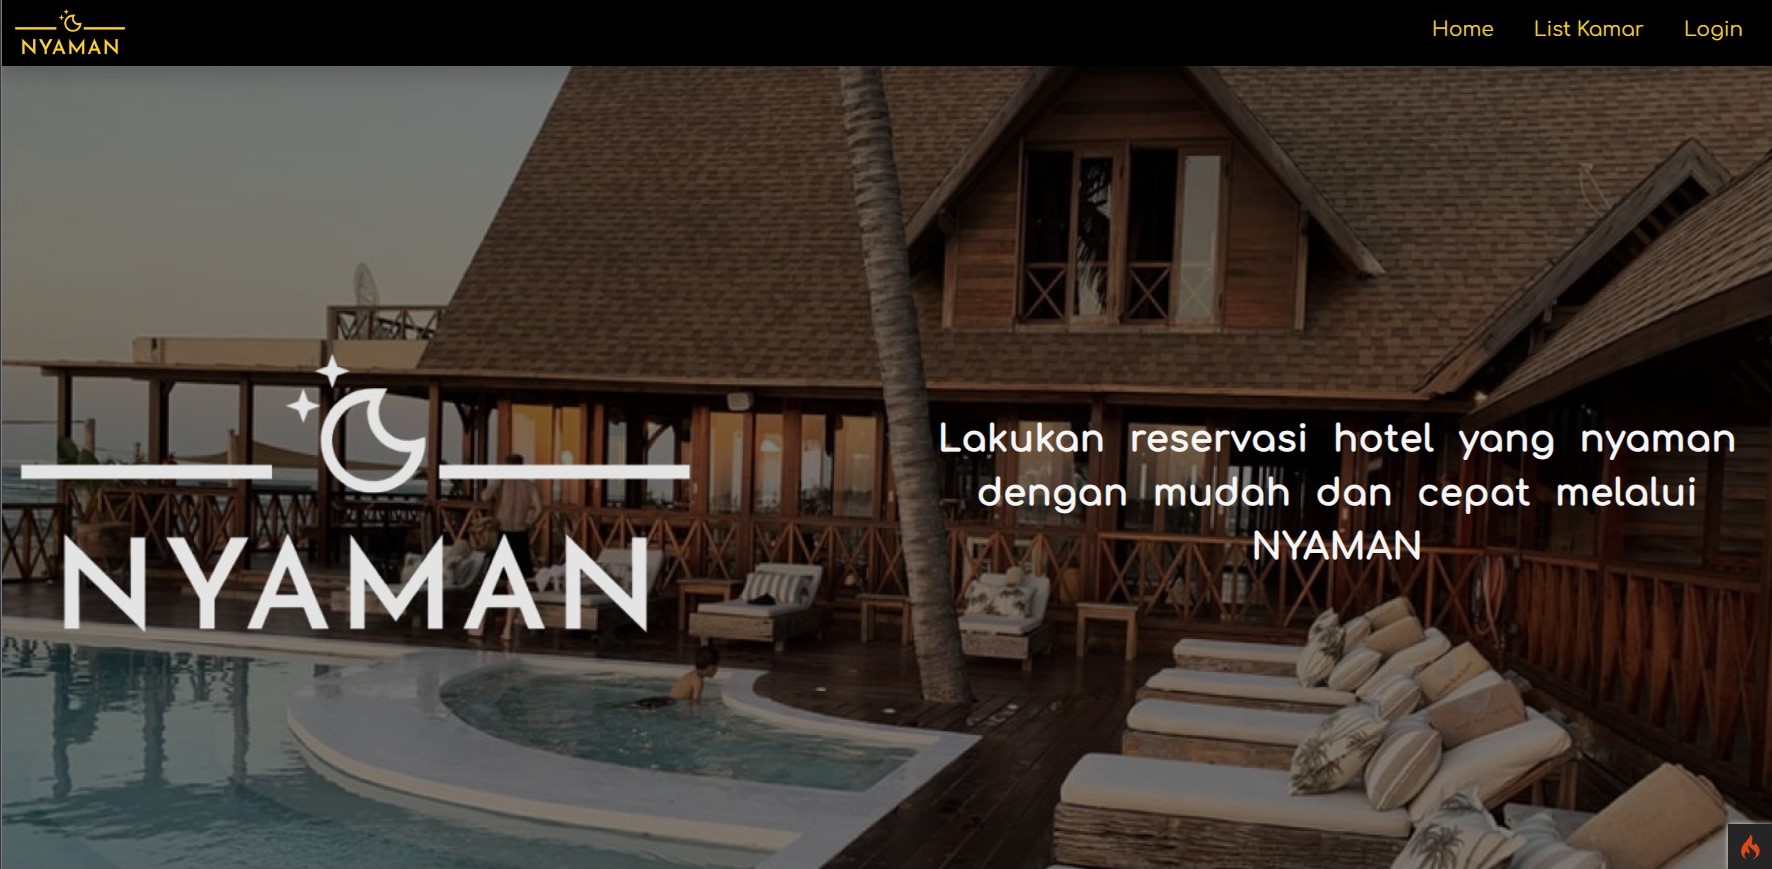 NYAMAN
Home
List Kamar
Login
NYAMAN
Lakukan reservasi hotel yang nyaman
dengan mudah dan cepat melalui
NYAMAN